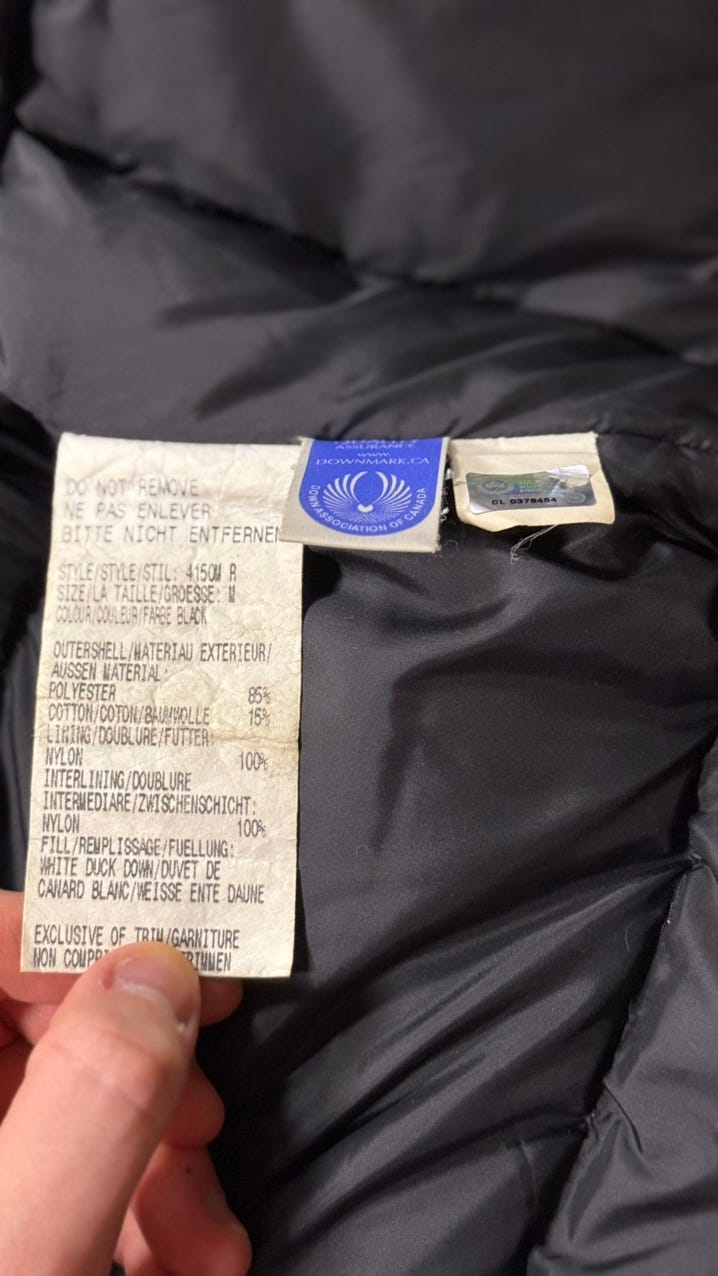 DO NOT REMOVE
NE PAS ENLEVER
BITTE NICHT ENTFERNEN
STYLE/STYLE/STIL: 4150M R
SIZE/LA TAILLE/GROESSE: M
COLOUR/COULEUR/FARBE BLACK
OUTERSHELL/MATERIAU EXTERIEUR/
AUSSEN MATERIAL:
POLYESTER 85%
COTTON/COTON/BAUMWOLLE 15%
LINING/DOUBLURE/FUTTER:
NYLON 100%
INTERLINING/DOUBLURE
INTERMEDIARE/ZWISCHENSCHICHT:
NYLON 100%
FILL/REMPLISSAGE/FUELLUNG:
WHITE DUCK DOWN/DUVET DE
CANARD BLANC/WEISSE ENTE DAUNE
EXCLUSIVE OF TRIM/GARNITURE
NON
QUALITY
ASSURANCE
WWW.
DOWNMARK.CA
DOWN ASSOCIATION OF CANADA
CL 0378454